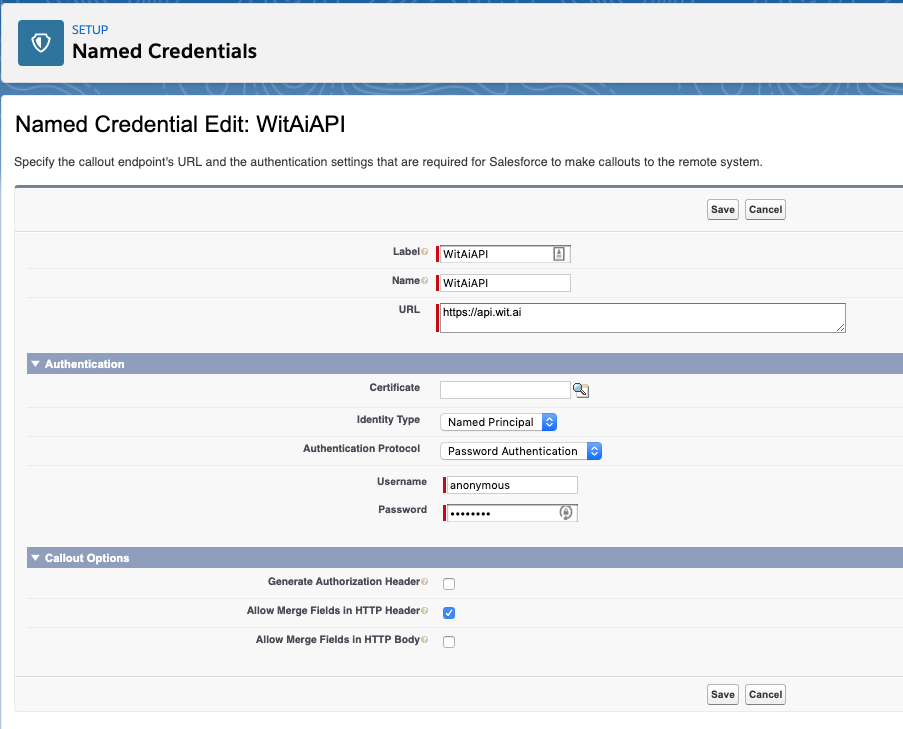 SETUP
Named Credentials
Named Credential Edit: WitAiAPI
Specify the callout endpoint's URL and the authentication settings that are required for Salesforce to make callouts to the remote system.
Save Cancel
Label WitAiAPI
Name WitAiAPI
URL https://api.wit.ai
Authentication
Certificate
Identity Type Named Principal
Authentication Protocol Password Authentication
Username anonymous
Password ••••••••
Callout Options
Generate Authorization Header
Allow Merge Fields in HTTP Header
Allow Merge Fields in HTTP Body
Save Cancel